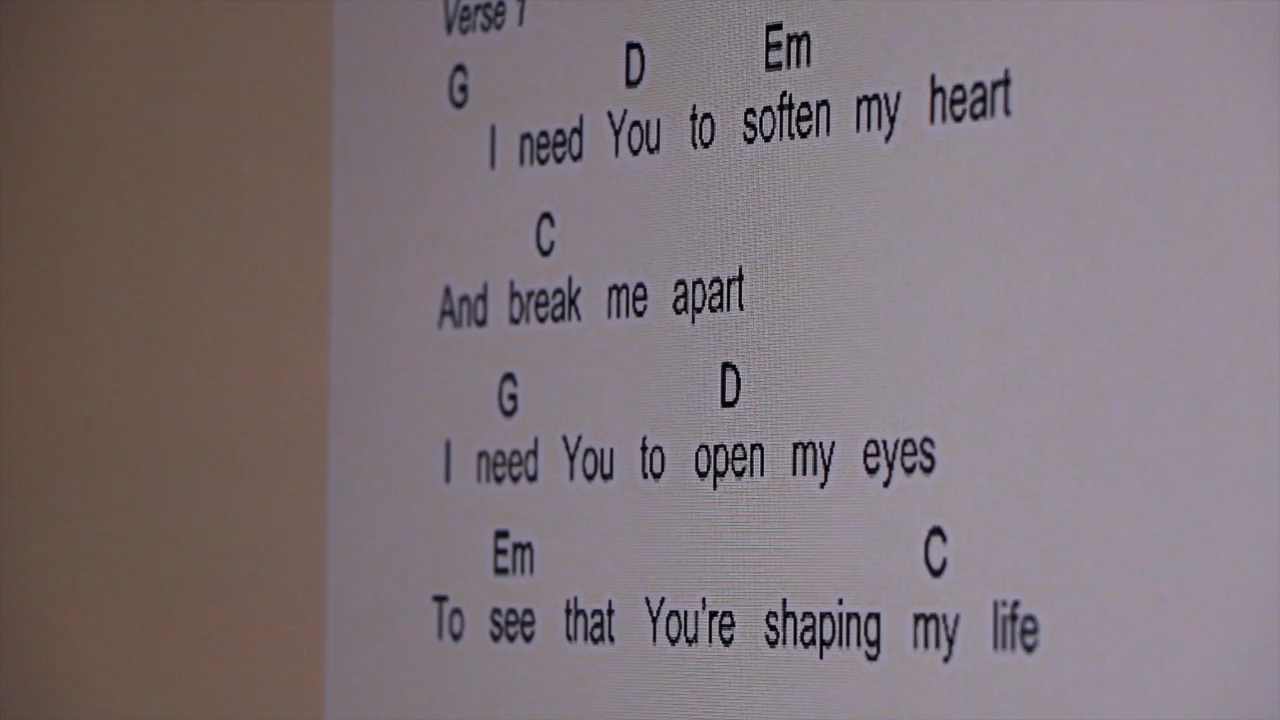 Verse 1
G D Em
I need You to soften my heart
C
And break me apart
G D
I need You to open my eyes
Em C
To see that You're shaping my life